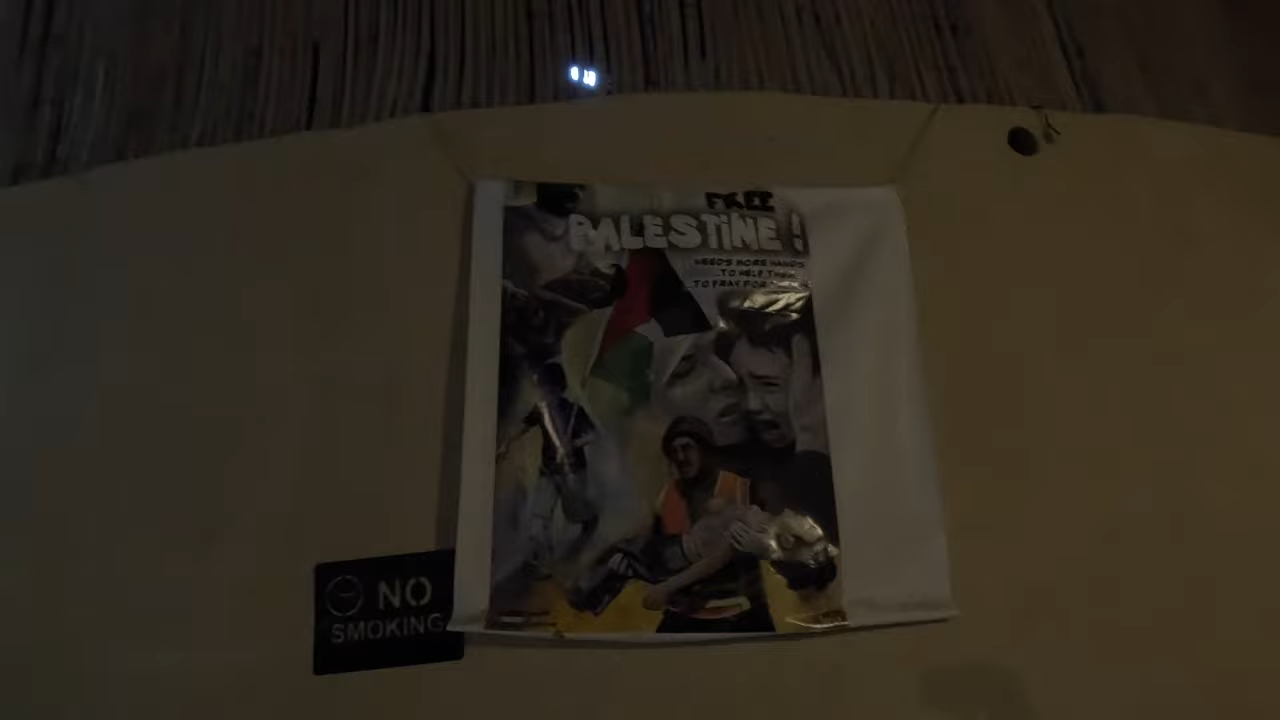 FREE
PALESTINE !
NEEDS MORE HANDS
...TO HELP THEM
...TO PRAY FOR THEM
NO
SMOKING